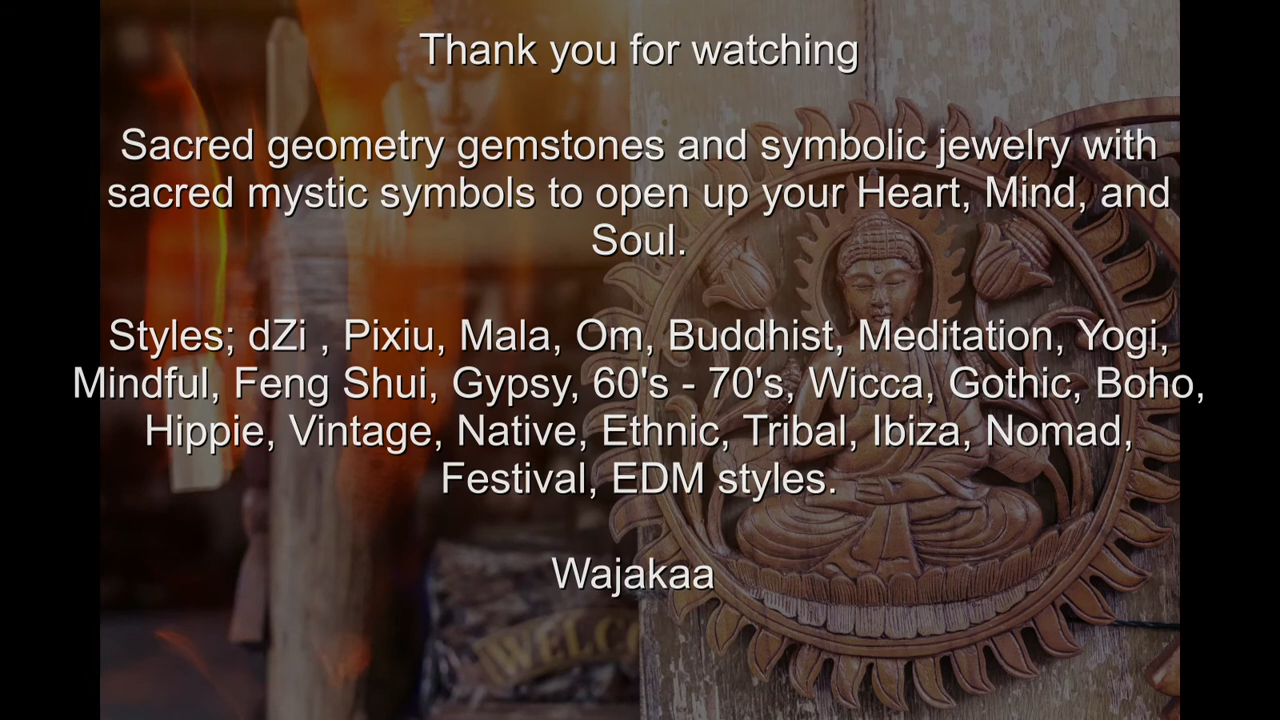 Thank you for watching
Sacred geometry gemstones and symbolic jewelry with
sacred mystic symbols to open up your Heart, Mind, and
Soul.
Styles; dZi , Pixiu, Mala, Om, Buddhist, Meditation, Yogi,
Mindful, Feng Shui, Gypsy, 60's - 70's, Wicca, Gothic, Boho,
Hippie, Vintage, Native, Ethnic, Tribal, Ibiza, Nomad,
Festival, EDM styles.
Wajakaa
WELCO